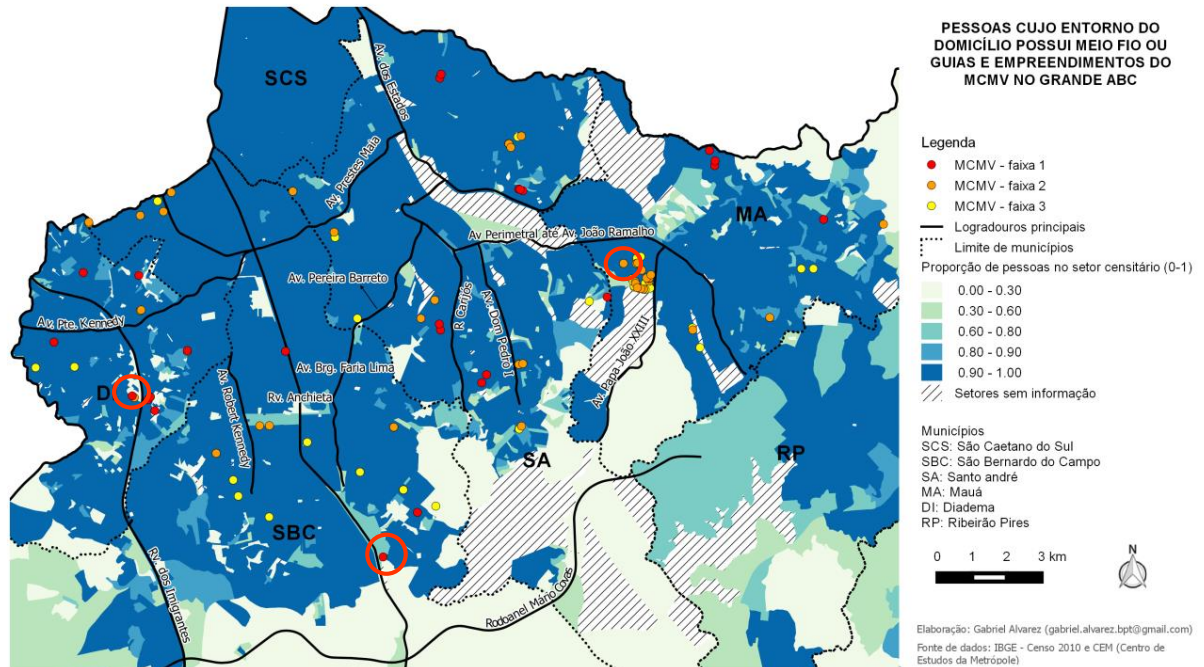 PESSOAS CUJO ENTORNO DO
DOMICÍLIO POSSUI MEIO FIO OU
GUIAS E EMPREENDIMENTOS DO
MCMV NO GRANDE ABC
SCS
Av. dos Estados
Av. Prestes Maia
MA
Av Perimetral até Av. João Ramalho
Av. Pereira Barreto
R Carijós
Av. Dom Pedro I
Av. Pte. Kennedy
Av. Brg. Faria Lima
Av. Papa João XXIII
D
Av. Robert Kennedy
Rv. Anchieta
SA
RP
SBC
Rv. dos Imigrantes
Rodoanel Mário Covas
Legenda
MCMV - faixa 1
MCMV - faixa 2
MCMV - faixa 3
Logradouros principais
Limite de municípios
Proporção de pessoas no setor censitário (0-1)
0.00 - 0.30
0.30 - 0.60
0.60 - 0.80
0.80 - 0.90
0.90 - 1.00
Setores sem informação
Municípios
SCS: São Caetano do Sul
SBC: São Bernardo do Campo
SA: Santo andré
MA: Mauá
DI: Diadema
RP: Ribeirão Pires
0 1 2 3 km
N
Elaboração: Gabriel Alvarez (gabriel.alvarez.bpt@gmail.com)
Fonte de dados: IBGE - Censo 2010 e CEM (Centro de
Estudos da Metrópole)